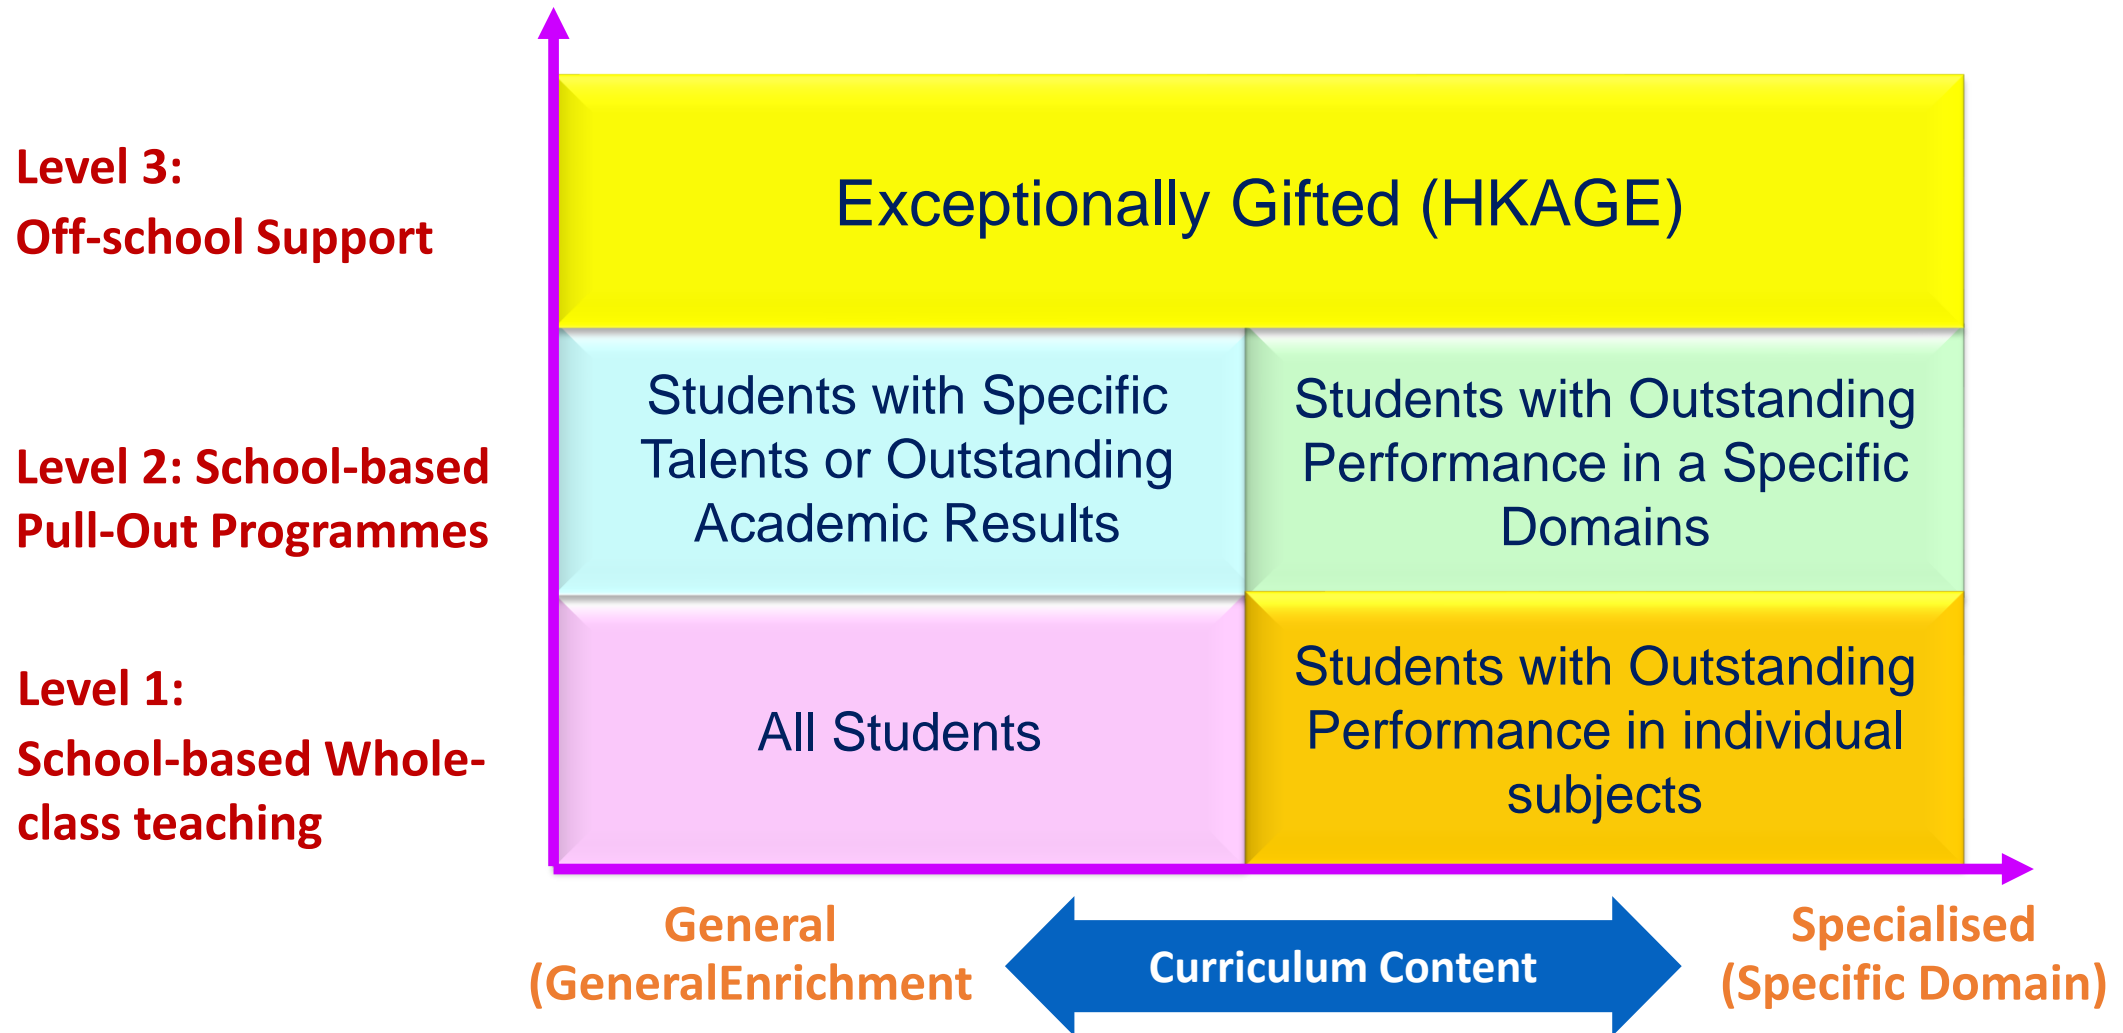 Level 3:
Off-school Support
Exceptionally Gifted (HKAGE)
Level 2: School-based
Pull-Out Programmes
Students with Specific
Talents or Outstanding
Academic Results
Students with Outstanding
Performance in a Specific
Domains
Level 1:
School-based Whole-
class teaching
All Students
Students with Outstanding
Performance in individual
subjects
General
(GeneralEnrichment
Curriculum Content
Specialised
(Specific Domain)